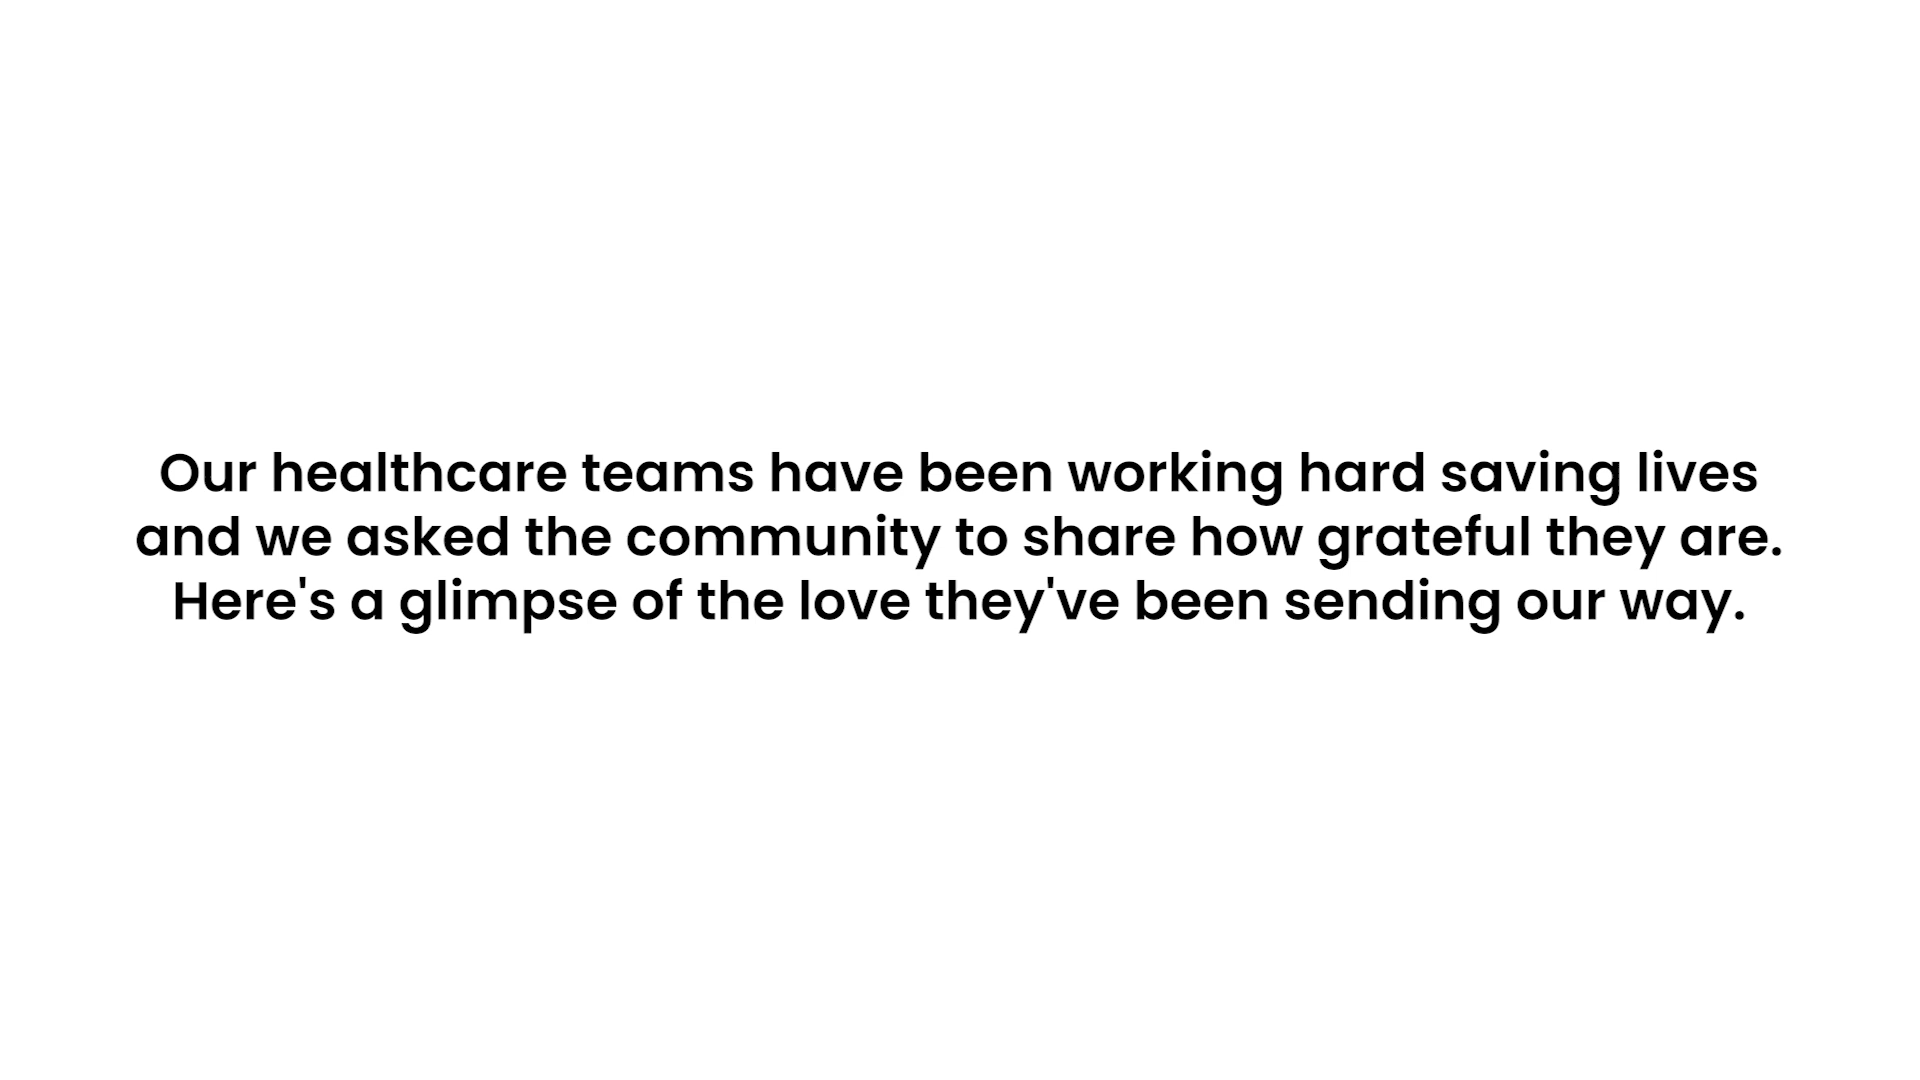 Our healthcare teams have been working hard saving lives
and we asked the community to share how grateful they are.
Here's a glimpse of the love they've been sending our way.